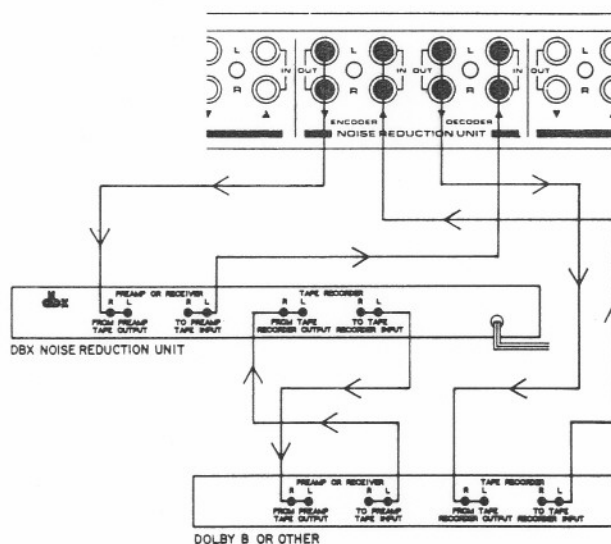 L L L L
OUT IN OUT IN OUT IN OUT IN
R R R R
ENCODER DECODER
NOISE REDUCTION UNIT
dbx
PREAMP OR RECEIVER TAPE RECORDER
R L R L R L R L
FROM PREAMP TO PREAMP FROM TAPE TO TAPE
TAPE OUTPUT TAPE INPUT RECORDER OUTPUT RECORDER INPUT
DBX NOISE REDUCTION UNIT
PREAMP OR RECEIVER TAPE RECORDER
R L R L R L R L
FROM PREAMP TO PREAMP FROM TAPE TO TAPE
TAPE OUTPUT TAPE INPUT RECORDER OUTPUT RECORDER INPUT
DOLBY B OR OTHER